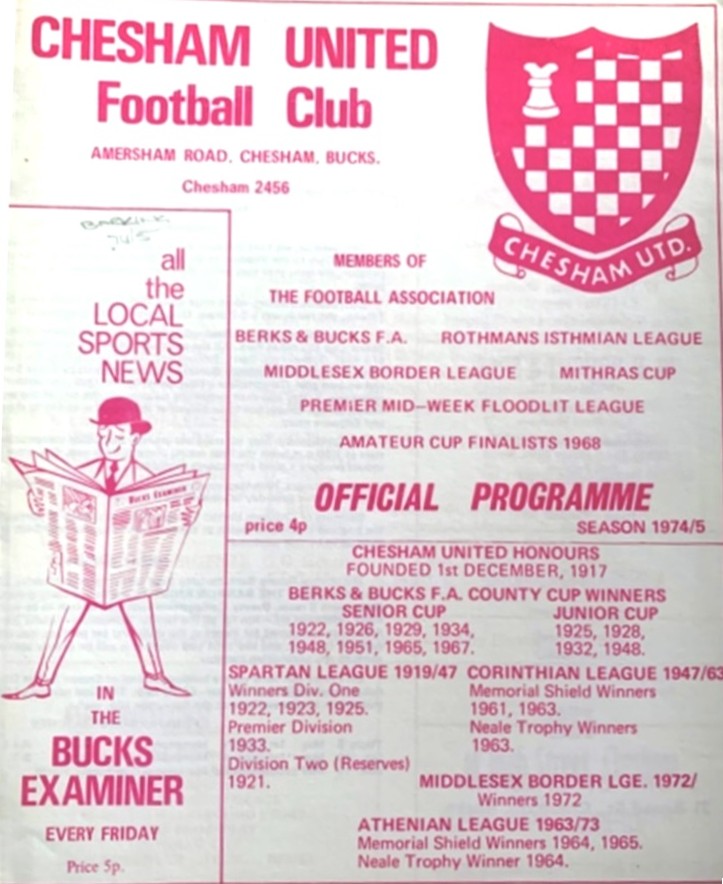 CHESHAM UNITED
Football Club
AMERSHAM ROAD. CHESHAM, BUCKS.
Chesham 2456
CHESHAM UTD.
BARKING
74/5
all
the
LOCAL
SPORTS
NEWS
BUCKS EXAMINER
IN
THE
BUCKS
EXAMINER
EVERY FRIDAY
Price 5p.
MEMBERS OF
THE FOOTBALL ASSOCIATION
BERKS & BUCKS F.A. ROTHMANS ISTHMIAN LEAGUE
MIDDLESEX BORDER LEAGUE MITHRAS CUP
PREMIER MID-WEEK FLOODLIT LEAGUE
AMATEUR CUP FINALISTS 1968
OFFICIAL PROGRAMME
price 4p SEASON 1974/5
CHESHAM UNITED HONOURS
FOUNDED 1st DECEMBER, 1917
BERKS & BUCKS F.A. COUNTY CUP WINNERS
SENIOR CUP
1922, 1926, 1929, 1934,
1948, 1951, 1965, 1967.
JUNIOR CUP
1925, 1928,
1932, 1948.
SPARTAN LEAGUE 1919/47
Winners Div. One
1922, 1923, 1925.
Premier Division
1933.
Division Two (Reserves)
1921.
CORINTHIAN LEAGUE 1947/63
Memorial Shield Winners
1961, 1963.
Neale Trophy Winners
1963.
MIDDLESEX BORDER LGE. 1972/
Winners 1972
ATHENIAN LEAGUE 1963/73
Memorial Shield Winners 1964, 1965.
Neale Trophy Winner 1964.